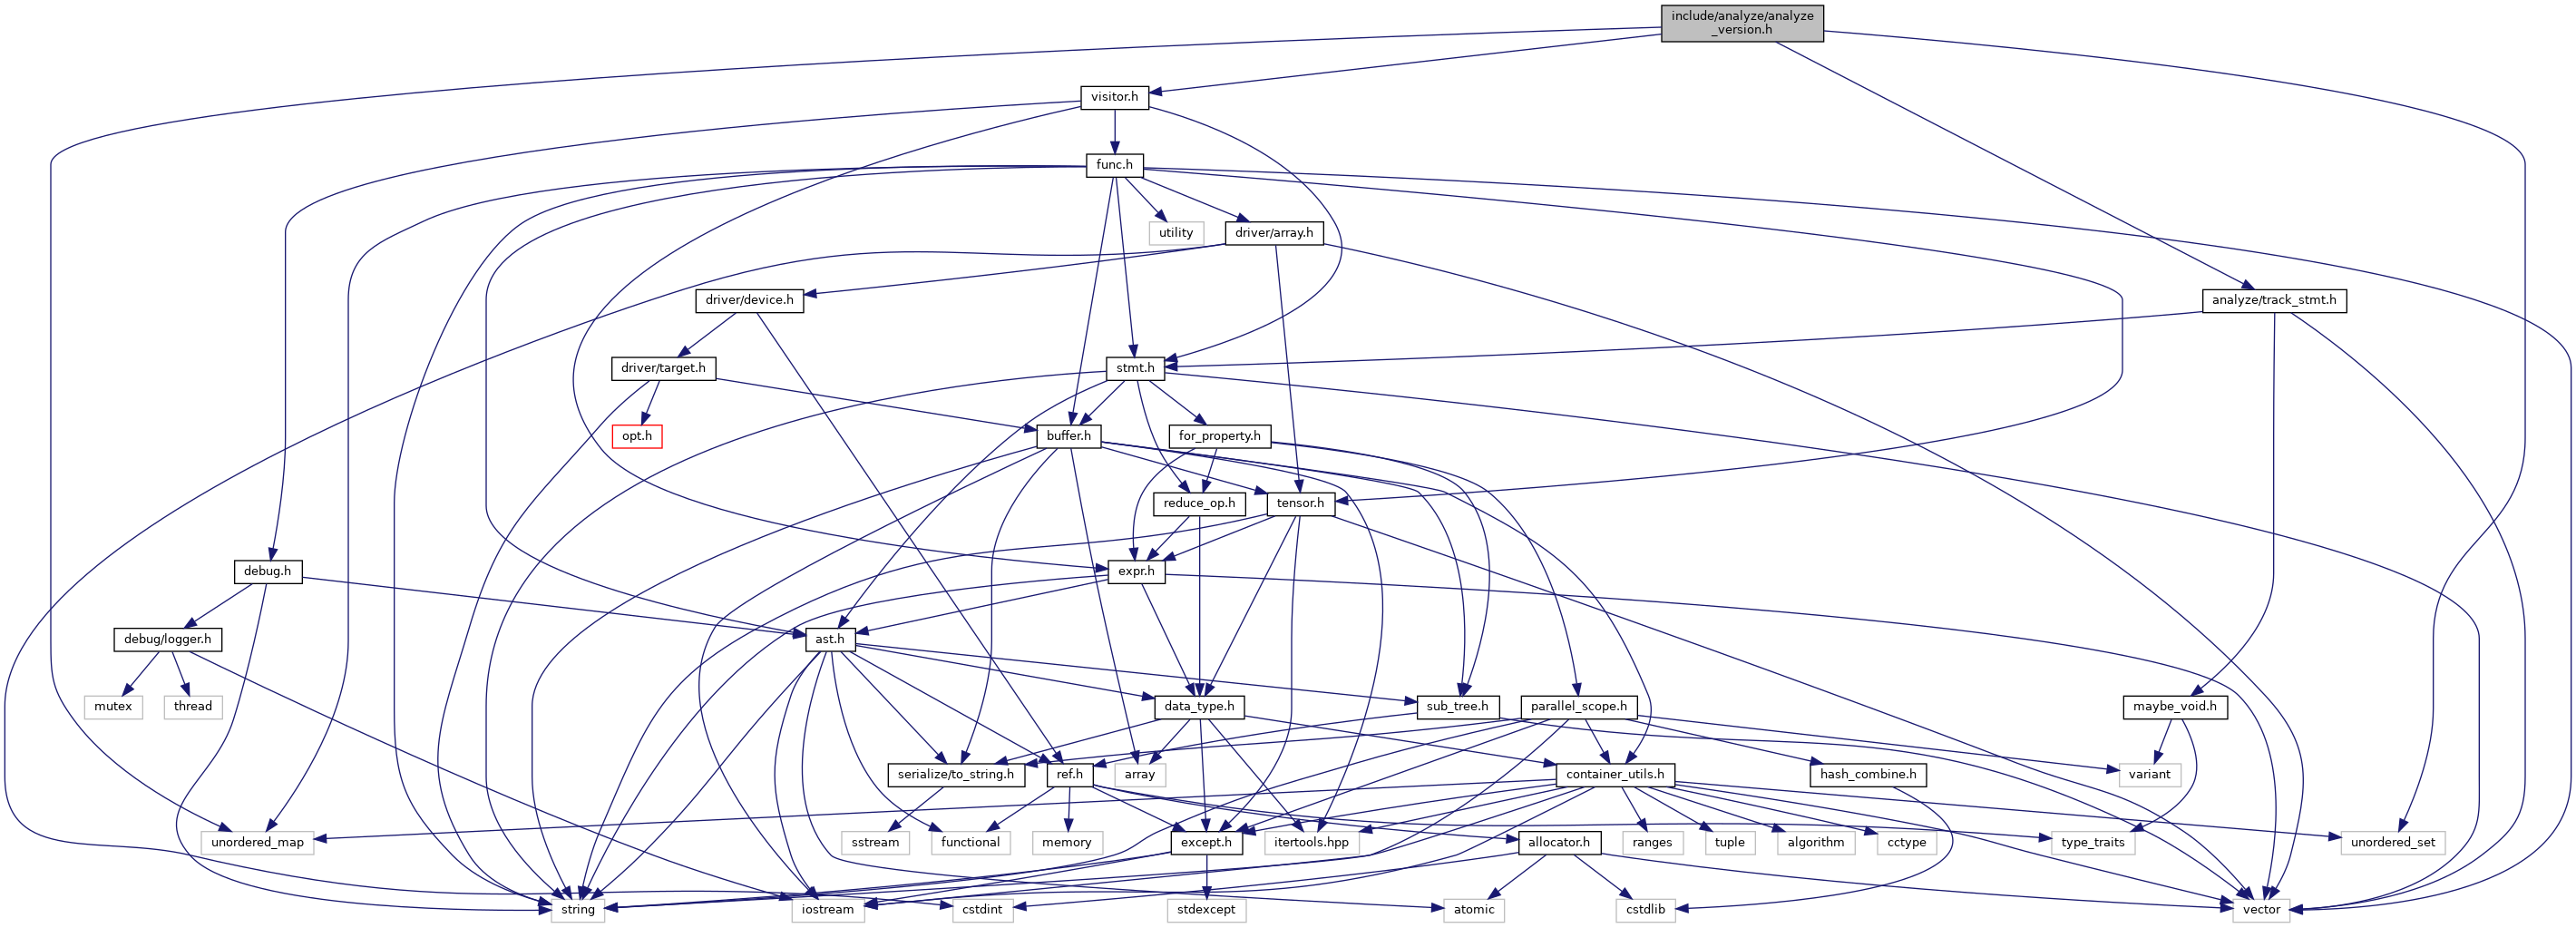 include/analyze/analyze
_version.h
visitor.h
func.h
utility
driver/array.h
driver/device.h
analyze/track_stmt.h
driver/target.h
stmt.h
opt.h
buffer.h
for_property.h
reduce_op.h
tensor.h
debug.h
expr.h
debug/logger.h
ast.h
mutex
thread
data_type.h
sub_tree.h
parallel_scope.h
maybe_void.h
serialize/to_string.h
ref.h
array
container_utils.h
hash_combine.h
variant
unordered_map
sstream
functional
memory
except.h
itertools.hpp
allocator.h
ranges
tuple
algorithm
cctype
type_traits
unordered_set
string
iostream
cstdint
stdexcept
atomic
cstdlib
vector